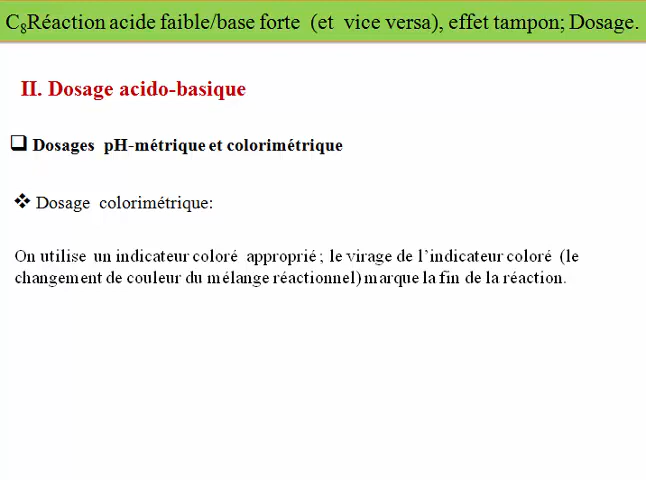 C₈Réaction acide faible/base forte (et vice versa), effet tampon; Dosage.
II. Dosage acido-basique
❑ Dosages pH-métrique et colorimétrique
❖ Dosage colorimétrique:
On utilise un indicateur coloré approprié ; le virage de l’indicateur coloré (le
changement de couleur du mélange réactionnel) marque la fin de la réaction.